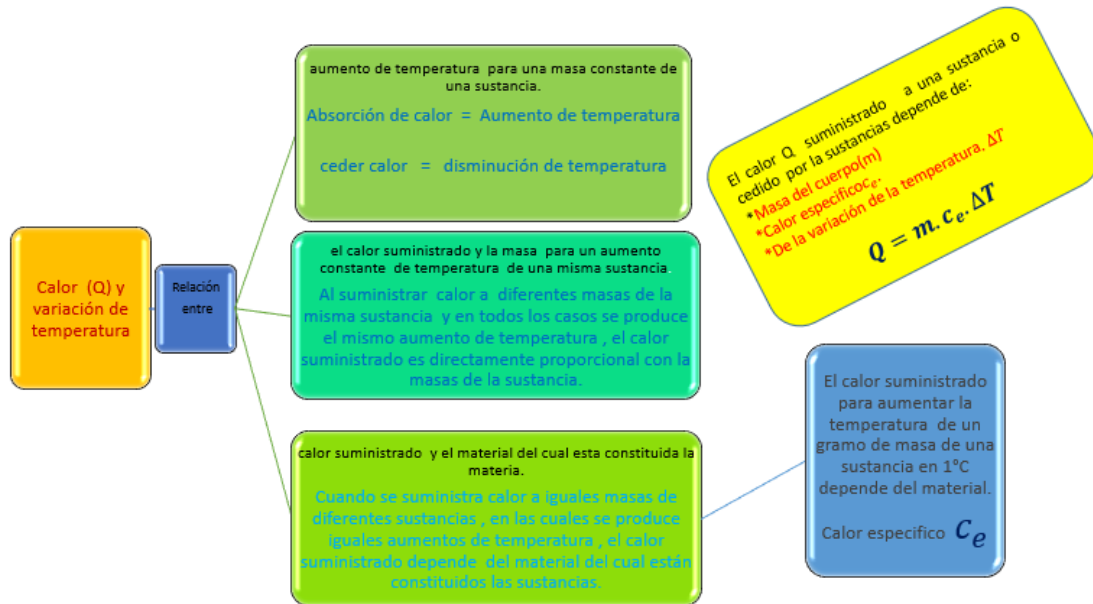 Calor (Q) y
variación de
temperatura
Relación
entre
aumento de temperatura para una masa constante de
una sustancia.
Absorción de calor = Aumento de temperatura
ceder calor = disminución de temperatura
el calor suministrado y la masa para un aumento
constante de temperatura de una misma sustancia.
Al suministrar calor a diferentes masas de la
misma sustancia y en todos los casos se produce
el mismo aumento de temperatura , el calor
suministrado es directamente proporcional con la
masas de la sustancia.
calor suministrado y el material del cual esta constituida la
materia.
Cuando se suministra calor a iguales masas de
diferentes sustancias , en las cuales se produce
iguales aumentos de temperatura , el calor
suministrado depende del material del cual están
constituidos las sustancias.
El calor Q suministrado a una sustancia o
cedido por la sustancias depende de:
*Masa del cuerpo(m)
*Calor especificocₑ.
*De la variación de la temperatura, ΔT
Q = m. cₑ. ΔT
El calor suministrado
para aumentar la
temperatura de un
gramo de masa de una
sustancia en 1°C
depende del material.
Calor especifico cₑ